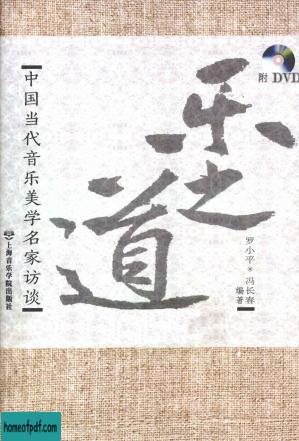 附 DVD
乐之道
中国当代音乐美学名家访谈
罗小平 * 冯长春
编著
上海音乐学院出版社
homeofpdf.com